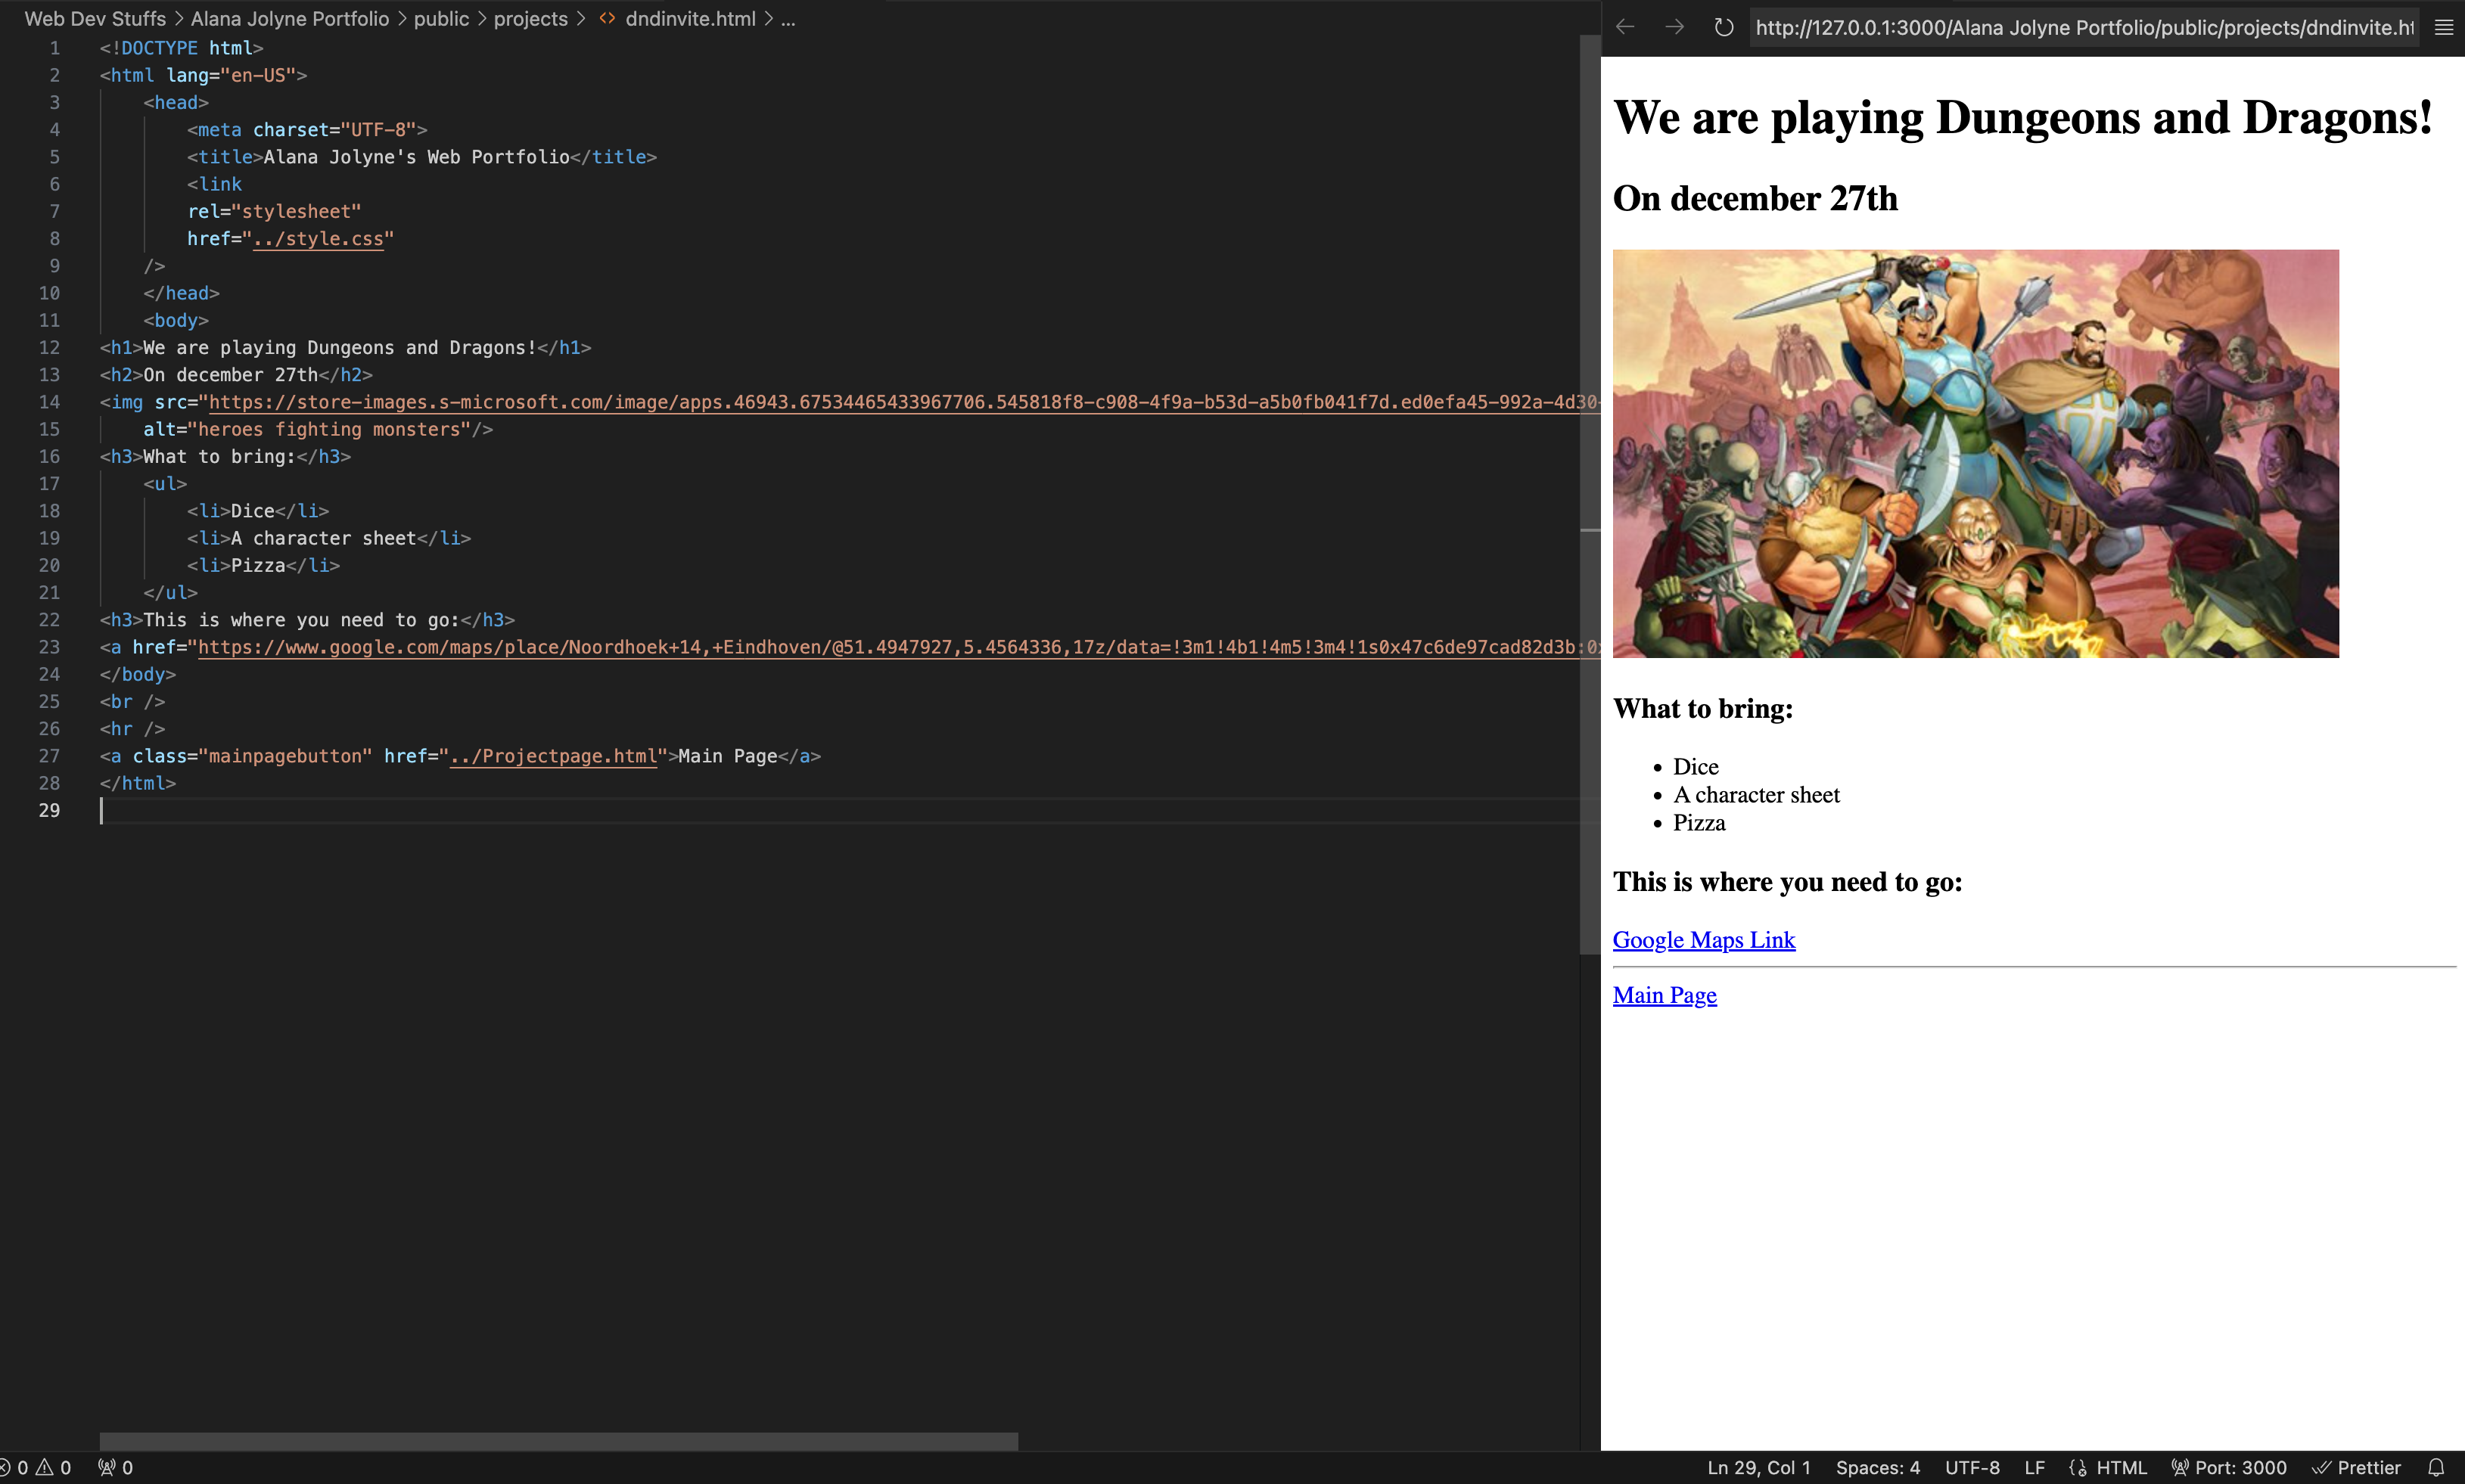 Web Dev Stuffs > Alana Jolyne Portfolio > public > projects > <> dndinvite.html > ...
1 <!DOCTYPE html>
2 <html lang="en-US">
3 <head>
4 <meta charset="UTF-8">
5 <title>Alana Jolyne's Web Portfolio</title>
6 <link
7 rel="stylesheet"
8 href="../style.css"
9 />
10 </head>
11 <body>
12 <h1>We are playing Dungeons and Dragons!</h1>
13 <h2>On december 27th</h2>
14 <img src="https://store-images.s-microsoft.com/image/apps.46943.67534465433967706.545818f8-c908-4f9a-b53d-a5b0fb041f7d.ed0efa45-992a-4d30-
15 alt="heroes fighting monsters"/>
16 <h3>What to bring:</h3>
17 <ul>
18 <li>Dice</li>
19 <li>A character sheet</li>
20 <li>Pizza</li>
21 </ul>
22 <h3>This is where you need to go:</h3>
23 <a href="https://www.google.com/maps/place/Noordhoek+14,+Eindhoven/@51.4947927,5.4564336,17z/data=!3m1!4b1!4m5!3m4!1s0x47c6de97cad82d3b:0x
24 </body>
25 <br />
26 <hr />
27 <a class="mainpagebutton" href="../Projectpage.html">Main Page</a>
28 </html>
29
http://127.0.0.1:3000/Alana Jolyne Portfolio/public/projects/dndinvite.ht
We are playing Dungeons and Dragons!
On december 27th
What to bring:
• Dice
• A character sheet
• Pizza
This is where you need to go:
Google Maps Link
Main Page
0 0 0 Ln 29, Col 1 Spaces: 4 UTF-8 LF HTML Port: 3000 Prettier